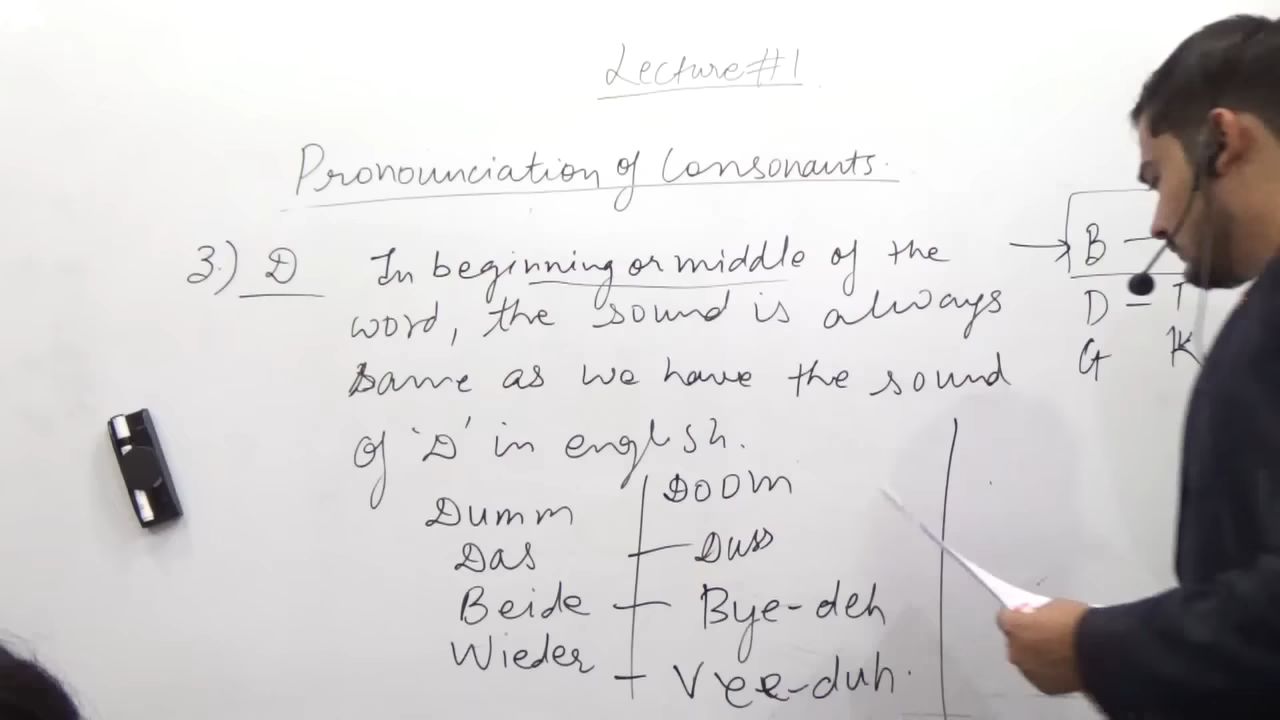 Lecture #1
Pronounciation of Consonants.
3.) D In beginning or middle of the
word, the sound is always
same as we have the sound
of 'D' in english.
Dumm Doom
Das — Duss
Beide — Bye-deh
Wieder — Vee-duh.
→ B —
D – T
G K